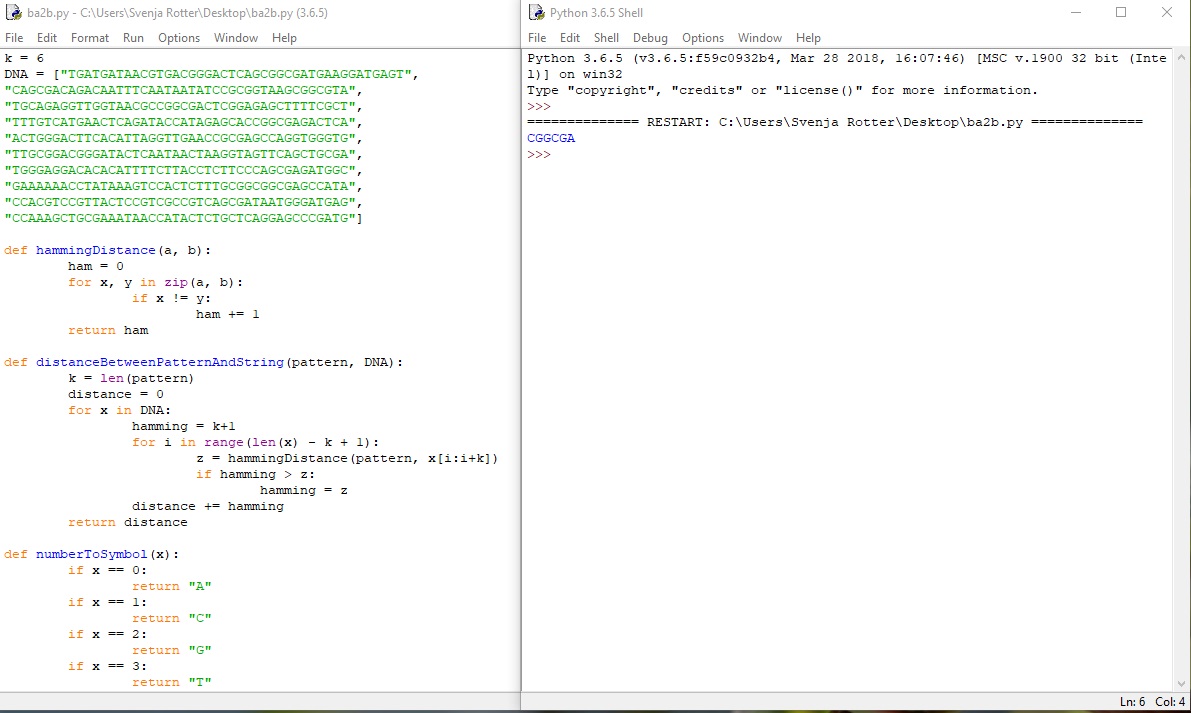 ba2b.py - C:\Users\Svenja Rotter\Desktop\ba2b.py (3.6.5)
File Edit Format Run Options Window Help
k = 6
DNA = ["TGATGATAACGTGACGGGACTCAGCGGCGATGAAGGATGAGT",
"CAGCGACAGACAATTTCAATAATATCCGCGGTAAGCGGCGTA",
"TGCAGAGGTTGGTAACGCCGGCGACTCGGAGAGCTTTTCGCT",
"TTTGTCATGAACTCAGATACCATAGAGCACCGGCGAGACTCA",
"ACTGGGACTTCACATTAGGTTGAACCGCGAGCCAGGTGGGTG",
"TTGCGGACGGGATACTCAATAACTAAGGTAGTTCAGCTGCGA",
"TGGGAGGACACACATTTTCTTACCTCTTCCCAGCGAGATGGC",
"GAAAAAACCTATAAAGTCCACTCTTTGCGGCGGCGAGCCATA",
"CCACGTCCGTTACTCCGTCGCCGTCAGCGATAATGGGATGAG",
"CCAAAGCTGCGAAATAACCATACTCTGCTCAGGAGCCCGATG"]
def hammingDistance(a, b):
ham = 0
for x, y in zip(a, b):
if x != y:
ham += 1
return ham
def distanceBetweenPatternAndString(pattern, DNA):
k = len(pattern)
distance = 0
for x in DNA:
hamming = k+1
for i in range(len(x) - k + 1):
z = hammingDistance(pattern, x[i:i+k])
if hamming > z:
hamming = z
distance += hamming
return distance
def numberToSymbol(x):
if x == 0:
return "A"
if x == 1:
return "C"
if x == 2:
return "G"
if x == 3:
return "T"
Python 3.6.5 Shell
File Edit Shell Debug Options Window Help
Python 3.6.5 (v3.6.5:f59c0932b4, Mar 28 2018, 16:07:46) [MSC v.1900 32 bit (Inte
l)] on win32
Type "copyright", "credits" or "license()" for more information.
>>>
============== RESTART: C:\Users\Svenja Rotter\Desktop\ba2b.py ==============
CGGCGA
>>>
Ln: 6 Col: 4